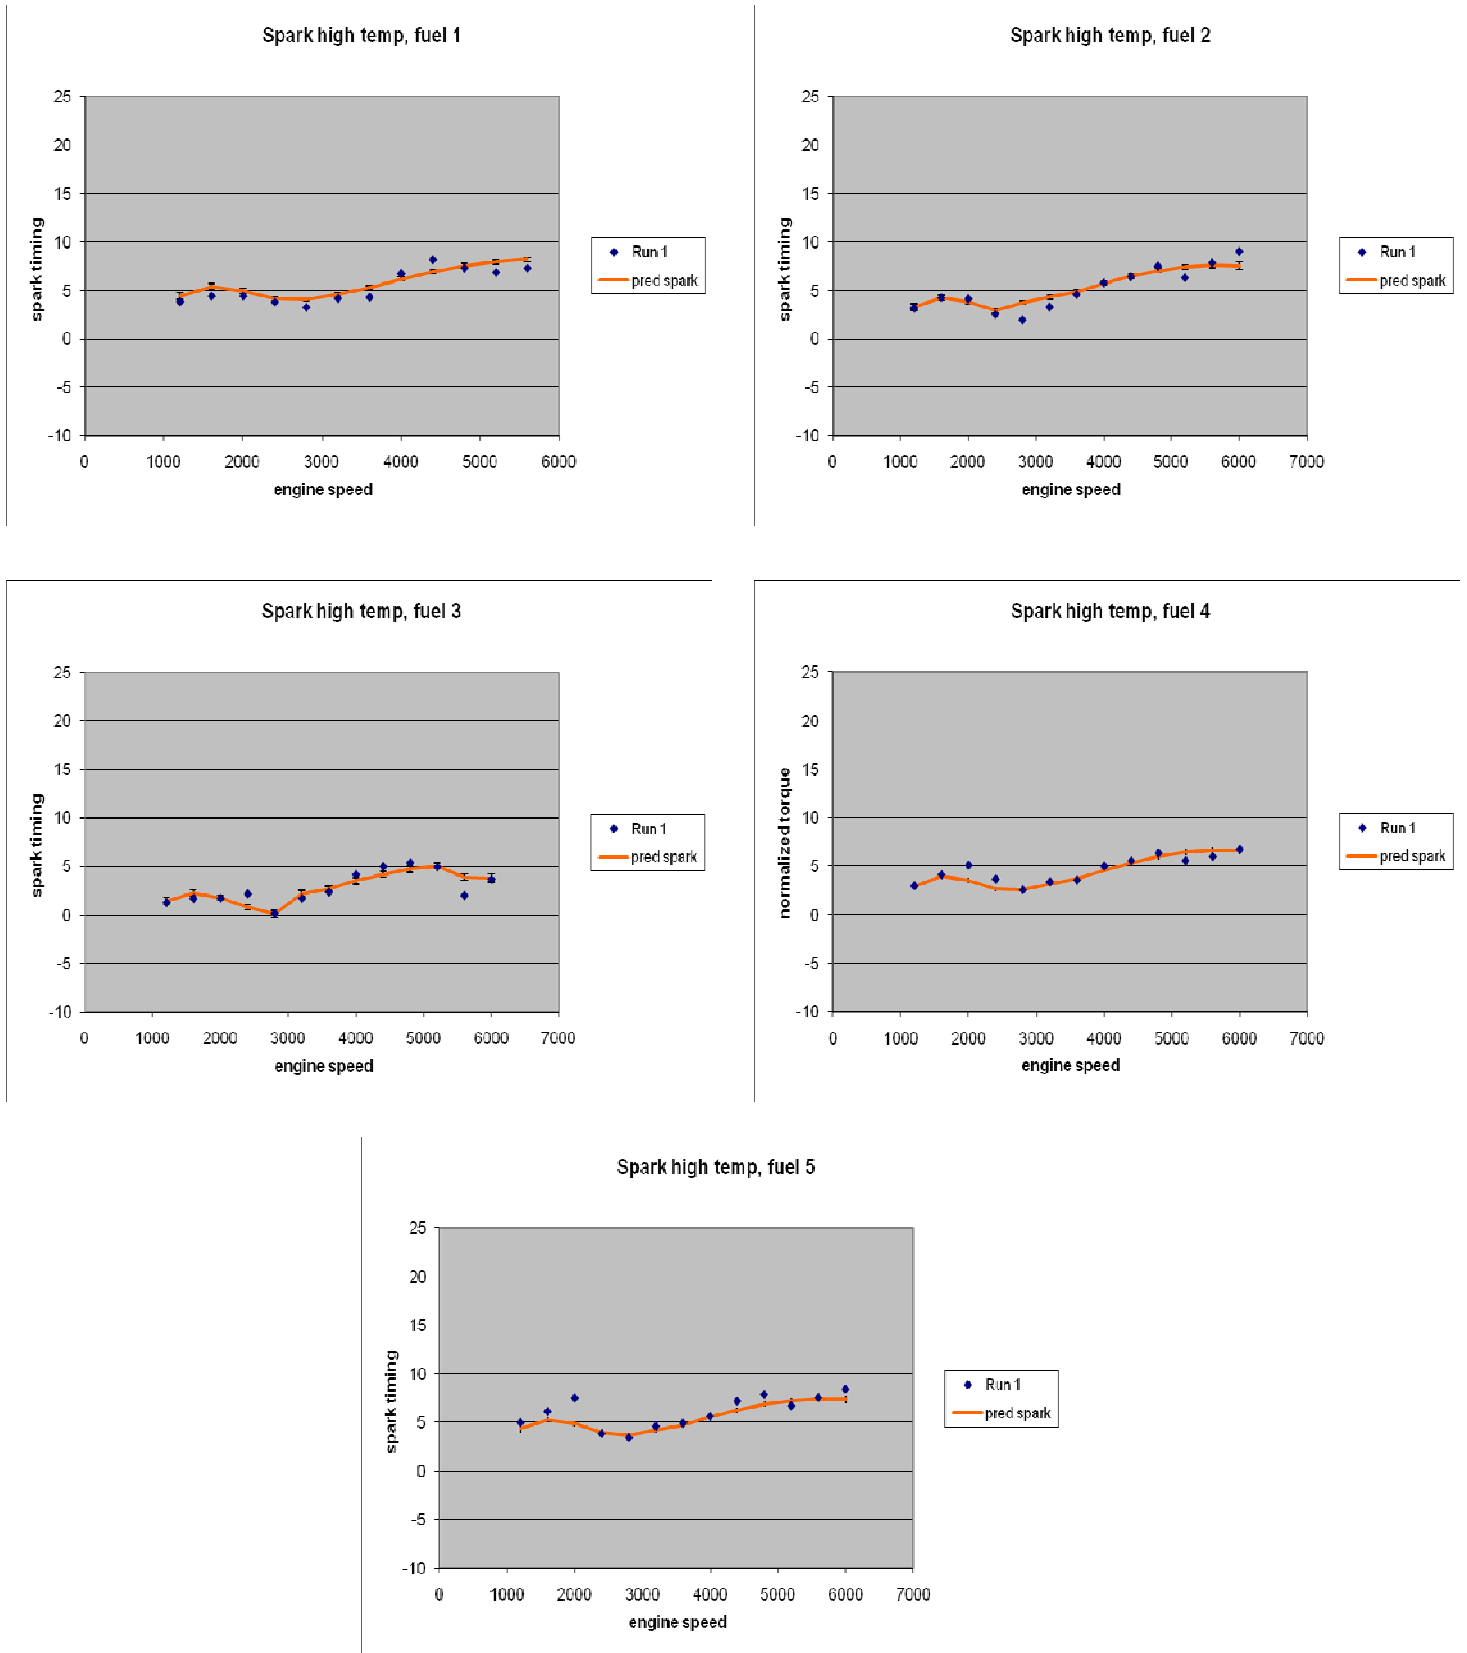 Spark high temp, fuel 1
25
20
15
10
5
0
-5
-10
spark timing
0 1000 2000 3000 4000 5000 6000
engine speed
Run 1
pred spark
Spark high temp, fuel 2
25
20
15
10
5
0
-5
-10
spark timing
0 1000 2000 3000 4000 5000 6000 7000
engine speed
Run 1
pred spark
Spark high temp, fuel 3
25
20
15
10
5
0
-5
-10
spark timing
0 1000 2000 3000 4000 5000 6000 7000
engine speed
Run 1
pred spark
Spark high temp, fuel 4
25
20
15
10
5
0
-5
-10
normalized torque
0 1000 2000 3000 4000 5000 6000 7000
engine speed
Run 1
pred spark
Spark high temp, fuel 5
25
20
15
10
5
0
-5
-10
spark timing
0 1000 2000 3000 4000 5000 6000 7000
engine speed
Run 1
pred spark